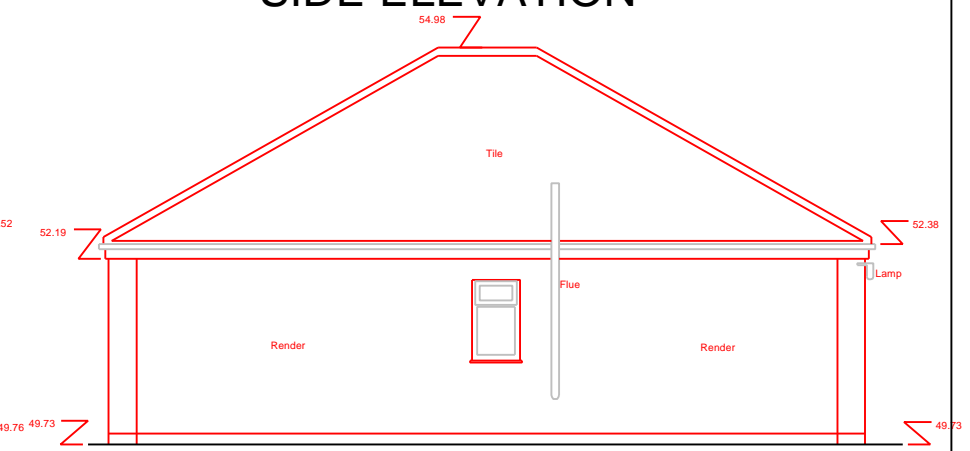 SIDE ELEVATION
54.98
Tile
52
52.19
52.38
Lamp
Flue
Render
Render
49.76
49.73
49.73